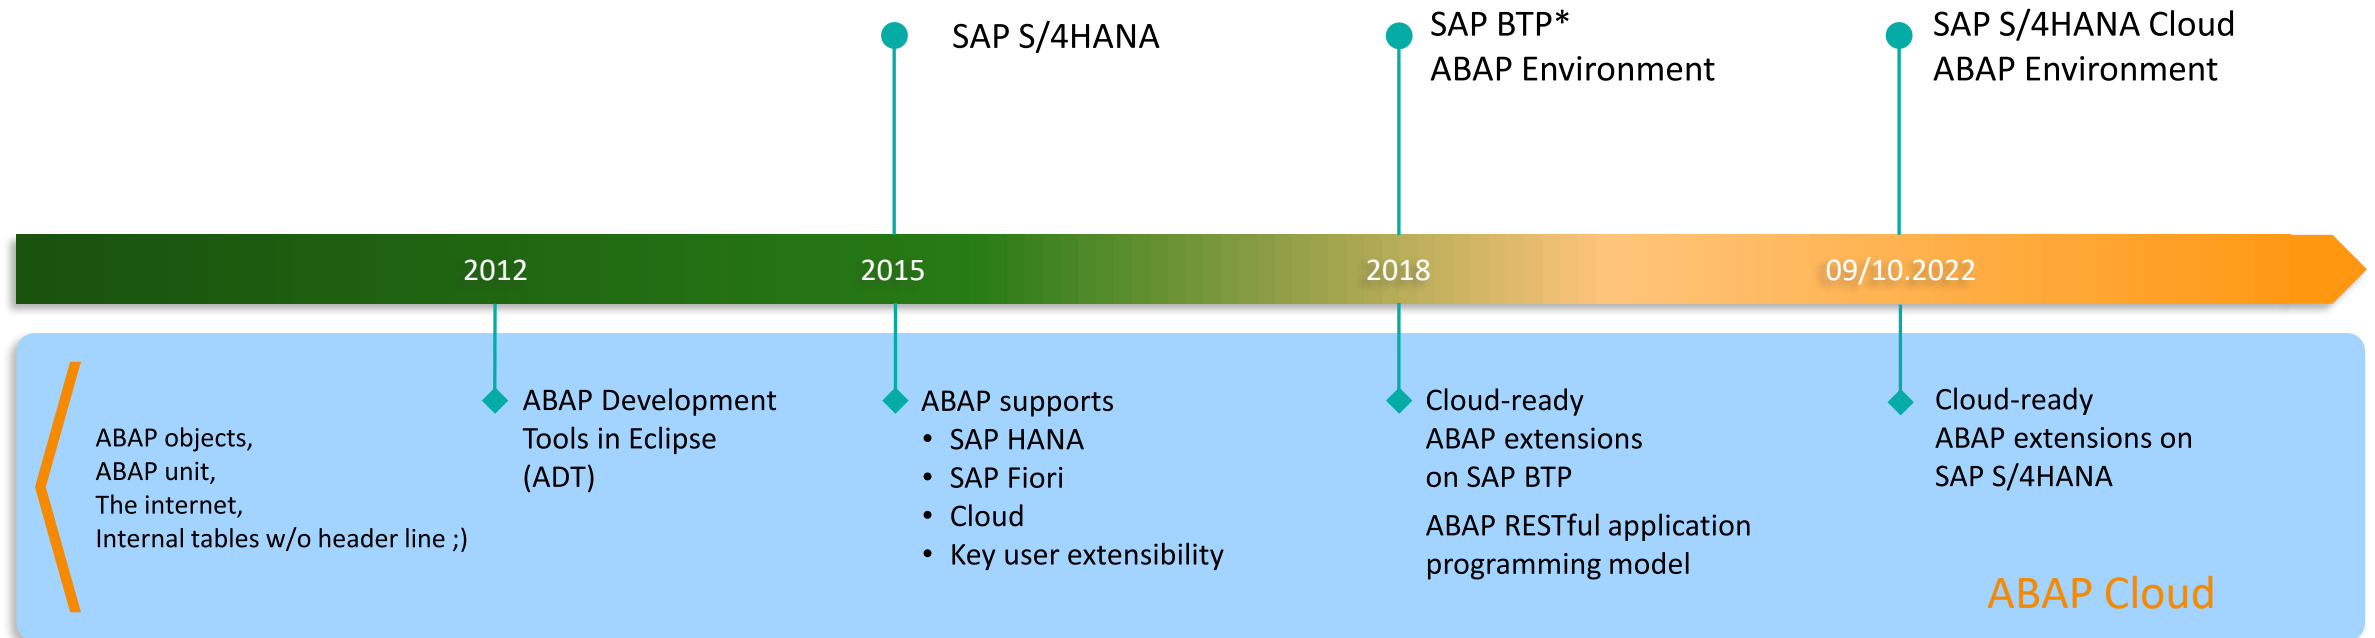 SAP S/4HANA
SAP BTP*
ABAP Environment
SAP S/4HANA Cloud
ABAP Environment
2012
2015
2018
09/10.2022
ABAP objects,
ABAP unit,
The internet,
Internal tables w/o header line ;)
ABAP Development
Tools in Eclipse
(ADT)
ABAP supports
• SAP HANA
• SAP Fiori
• Cloud
• Key user extensibility
Cloud-ready
ABAP extensions
on SAP BTP
ABAP RESTful application
programming model
Cloud-ready
ABAP extensions on
SAP S/4HANA
ABAP Cloud